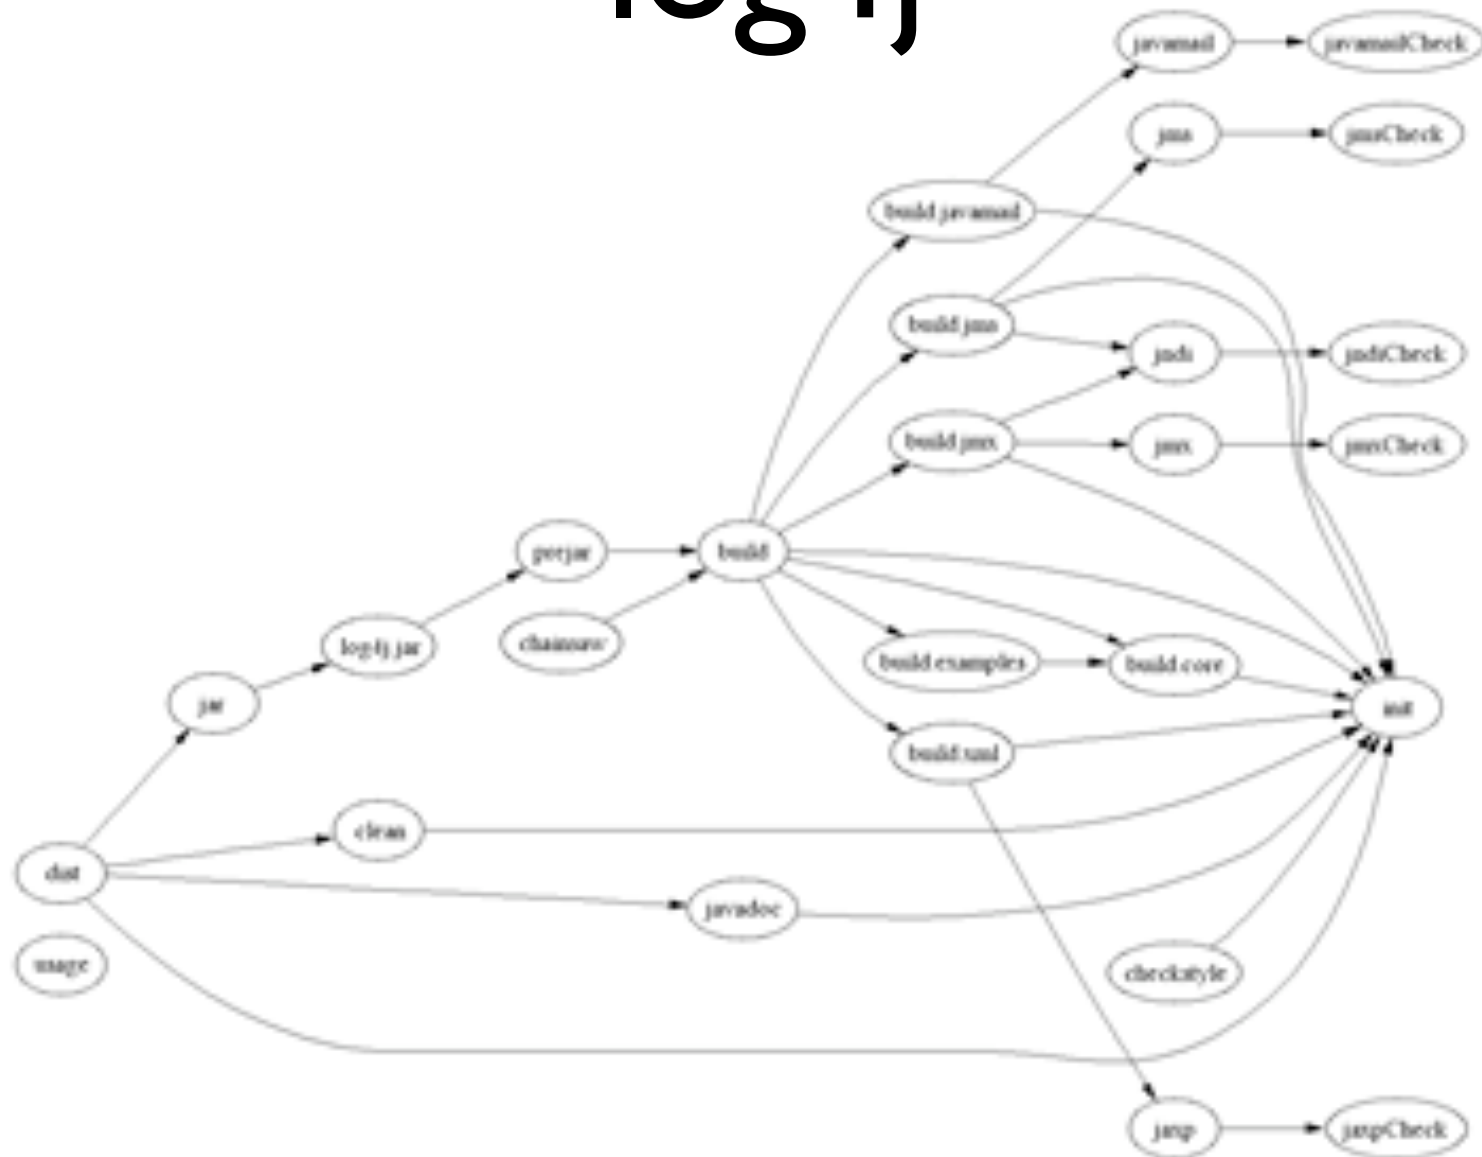 log4j
javamail
javamailCheck
jms
jmsCheck
build.javamail
build.jms
jndi
jndiCheck
build.jmx
jmx
jmxCheck
prejar
build
log4j.jar
chainsaw
build.examples
build.core
jar
init
build.xml
clean
dist
javadoc
usage
checkstyle
jaxp
jaxpCheck